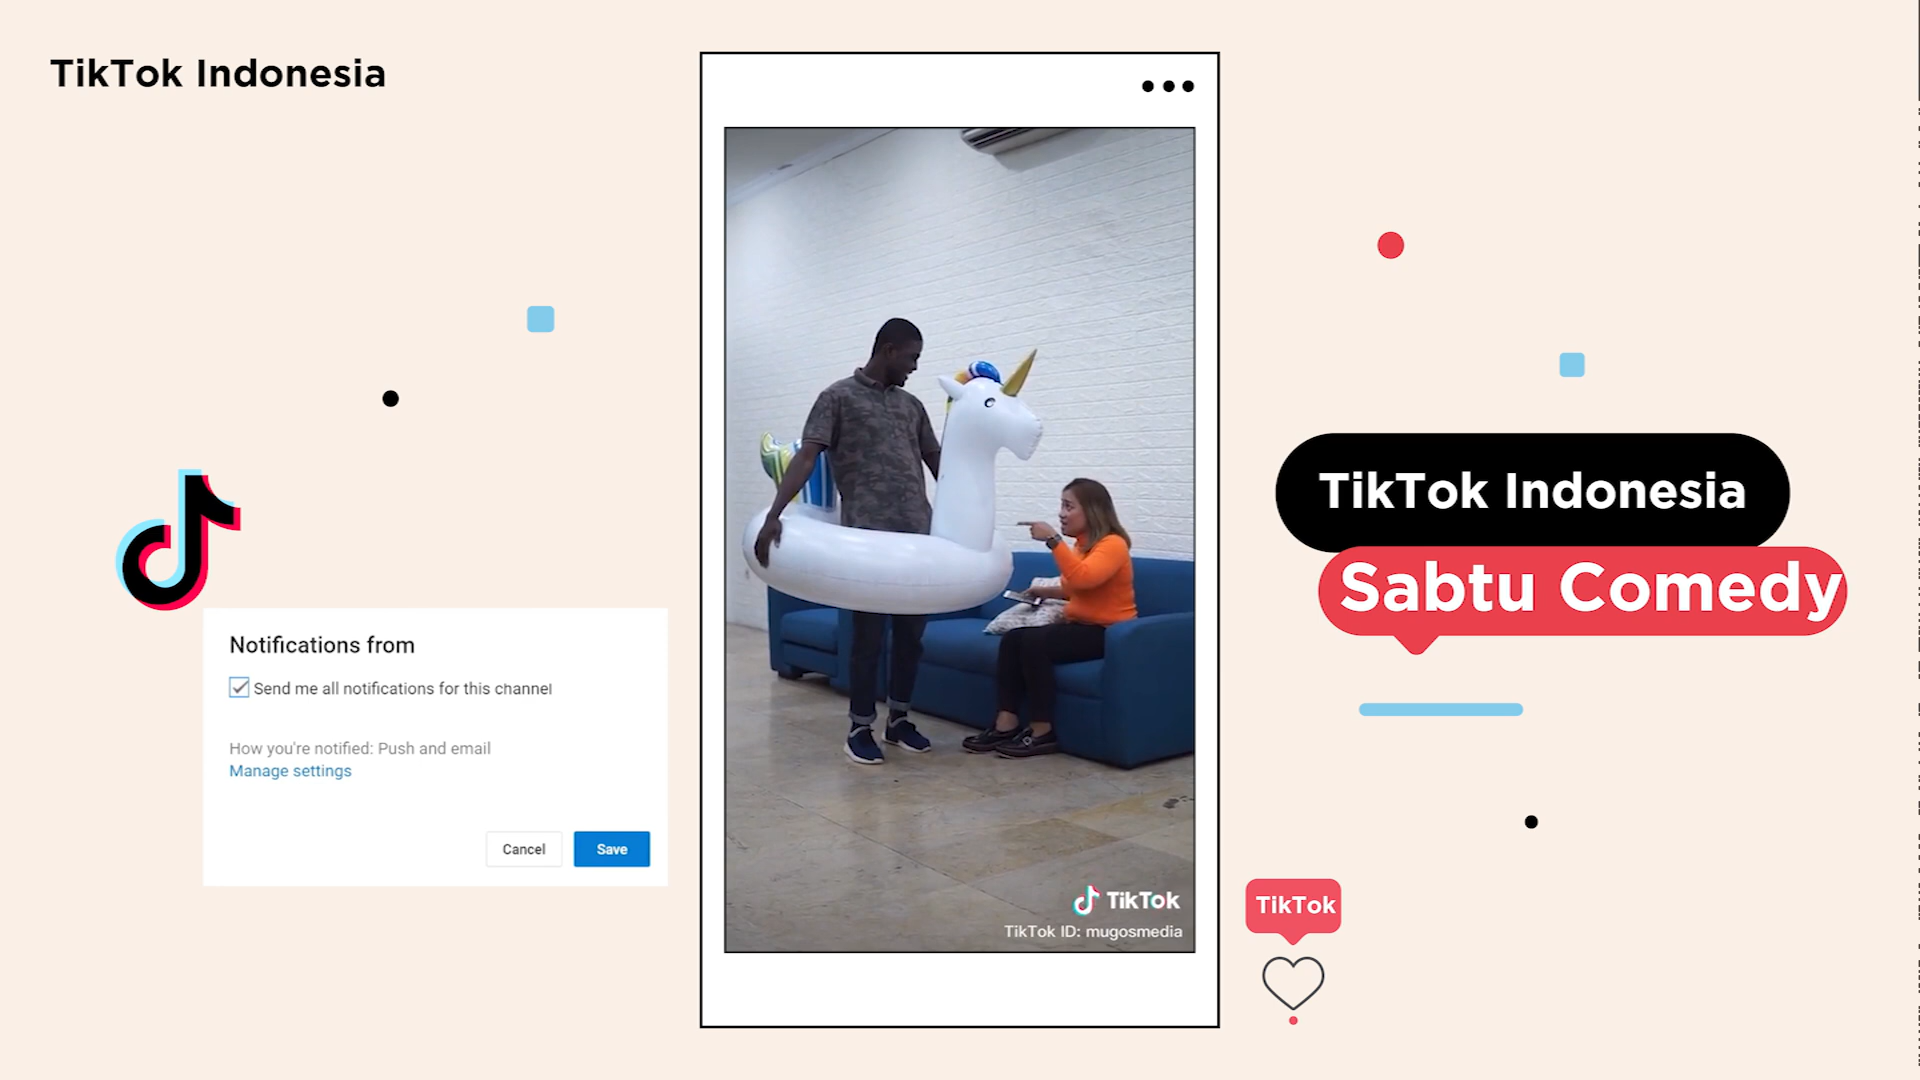 TikTok Indonesia
Notifications from
Send me all notifications for this channel
How you're notified: Push and email
Manage settings
Cancel
Save
TikTok
TikTok ID: mugosmedia
TikTok Indonesia
Sabtu Comedy
TikTok